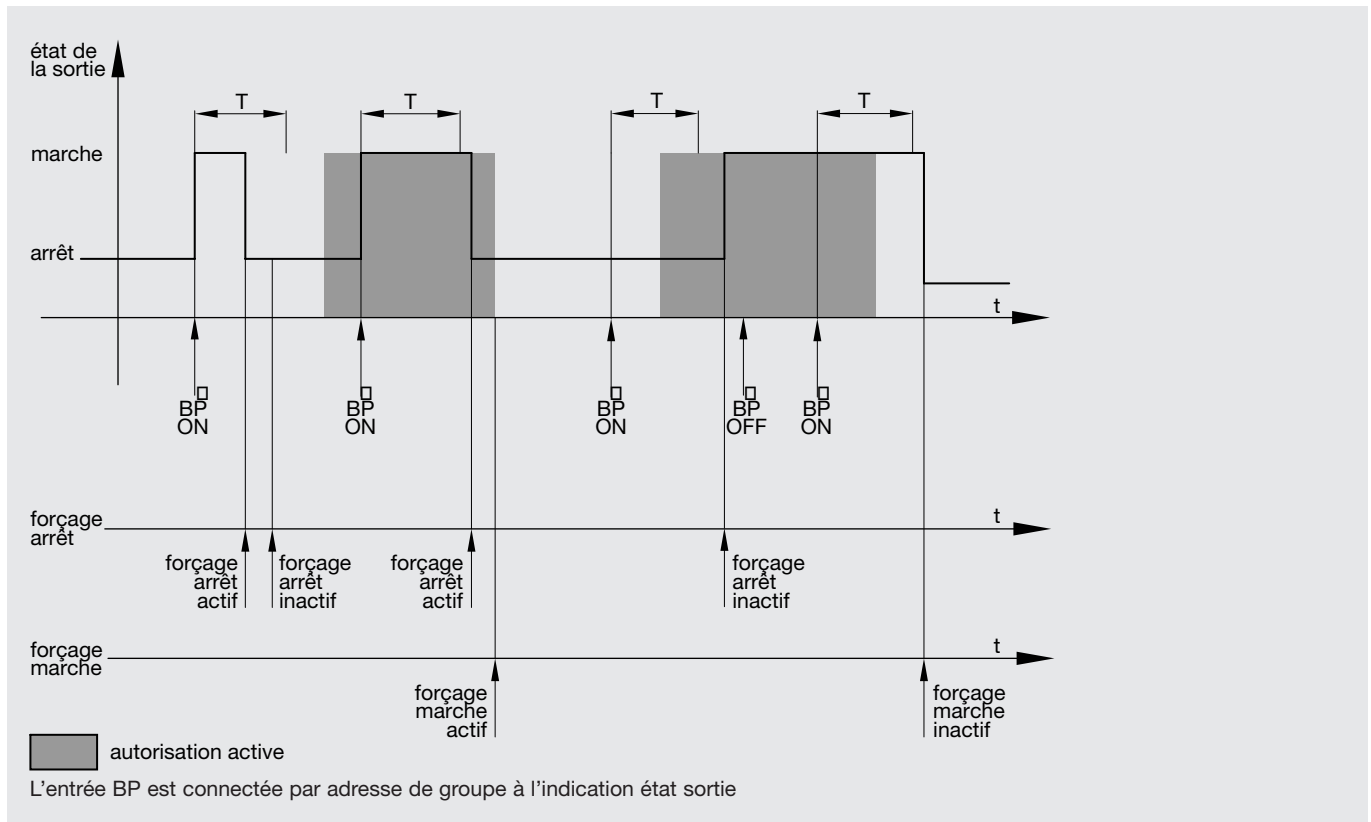 état de
la sortie
T
T
T
T
marche
arrêt
t
BP
ON
BP
ON
BP
ON
BP
OFF
BP
ON
forçage
arrêt
t
forçage
arrêt
actif
forçage
arrêt
inactif
forçage
arrêt
actif
forçage
arrêt
inactif
forçage
marche
t
forçage
marche
actif
forçage
marche
inactif
autorisation active
L'entrée BP est connectée par adresse de groupe à l'indication état sortie